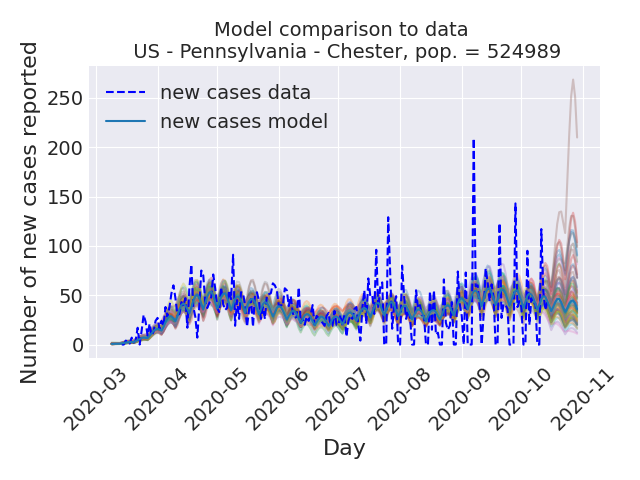 Model comparison to data
US - Pennsylvania - Chester, pop. = 524989
Number of new cases reported
new cases data
new cases model
250
200
150
100
50
0
2020-03
2020-04
2020-05
2020-06
2020-07
2020-08
2020-09
2020-10
2020-11
Day